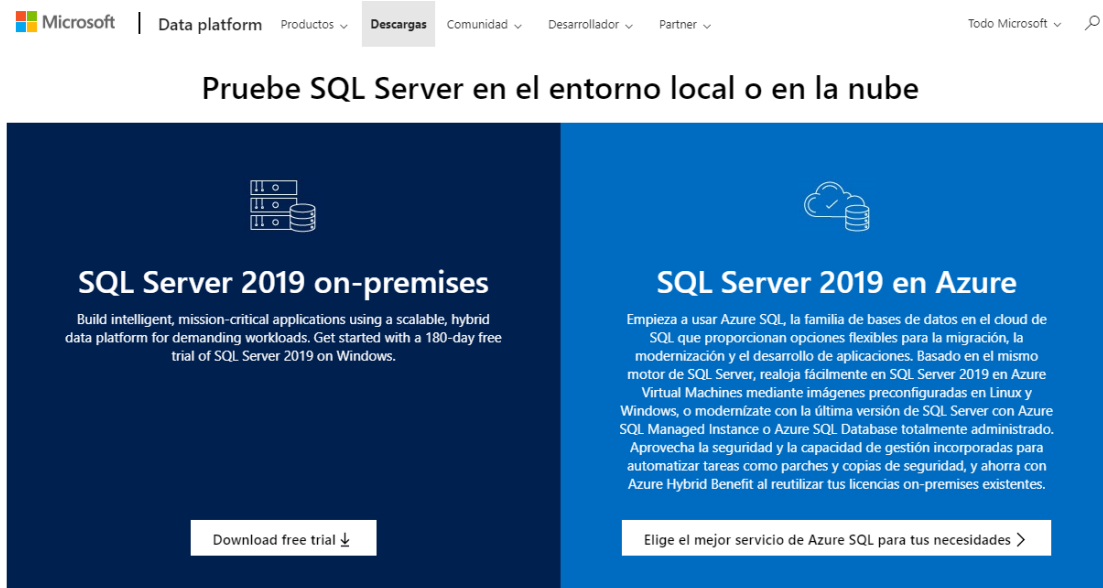 Microsoft Data platform Productos Descargas Comunidad Desarrollador Partner Todo Microsoft
Pruebe SQL Server en el entorno local o en la nube
SQL Server 2019 on-premises
Build intelligent, mission-critical applications using a scalable, hybrid
data platform for demanding workloads. Get started with a 180-day free
trial of SQL Server 2019 on Windows.
Download free trial
SQL Server 2019 en Azure
Empieza a usar Azure SQL, la familia de bases de datos en el cloud de
SQL que proporcionan opciones flexibles para la migración, la
modernización y el desarrollo de aplicaciones. Basado en el mismo
motor de SQL Server, realoja fácilmente en SQL Server 2019 en Azure
Virtual Machines mediante imágenes preconfiguradas en Linux y
Windows, o modernízate con la última versión de SQL Server con Azure
SQL Managed Instance o Azure SQL Database totalmente administrado.
Aprovecha la seguridad y la capacidad de gestión incorporadas para
automatizar tareas como parches y copias de seguridad, y ahorra con
Azure Hybrid Benefit al reutilizar tus licencias on-premises existentes.
Elige el mejor servicio de Azure SQL para tus necesidades